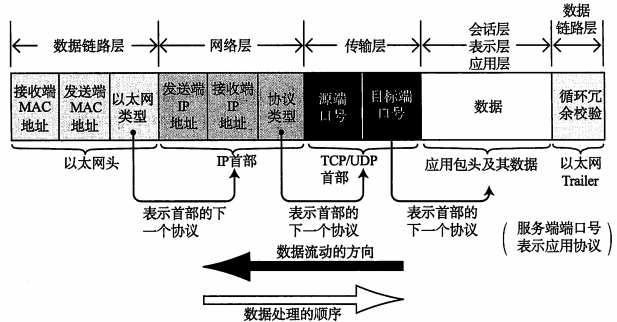 数据链路层
网络层
传输层
会话层
表示层
应用层
数据
链路层
接收端
MAC
地址
发送端
MAC
地址
以太网
类型
发送端
IP
地址
接收端
IP
地址
协议
类型
源端
口号
目标端
口号
数据
循环冗
余校验
以太网头
IP首部
TCP/UDP
首部
应用包头及其数据
以太网
Trailer
表示首部的下
一个协议
表示首部的
下一个协议
表示首部的
下一个协议
服务端端口号
表示应用协议
数据流动的方向
数据处理的顺序